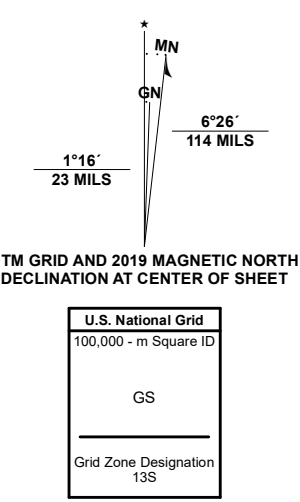 ★
MN
GN
6°26´
114 MILS
1°16´
23 MILS
TM GRID AND 2019 MAGNETIC NORTH
DECLINATION AT CENTER OF SHEET
U.S. National Grid
100,000 - m Square ID
GS
Grid Zone Designation
13S